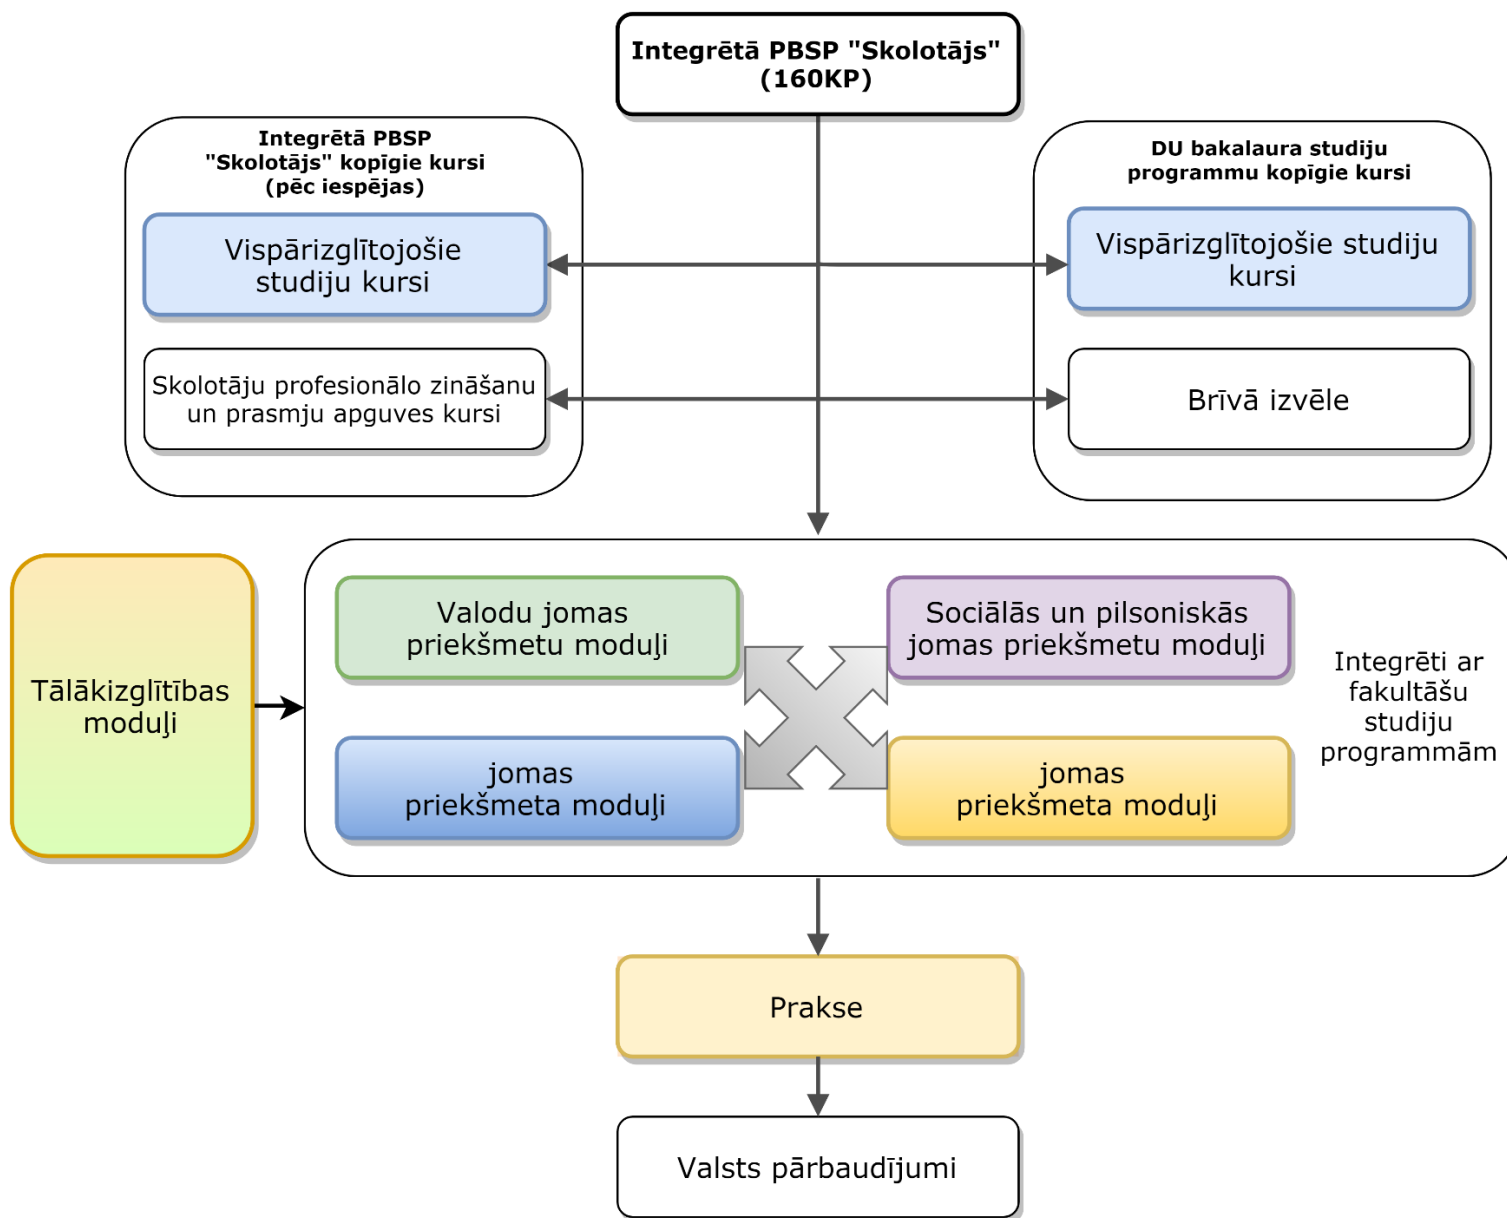 Integrētā PBSP "Skolotājs"
(160KP)
Integrētā PBSP
"Skolotājs" kopīgie kursi
(pēc iespējas)
Vispārizglītojošie
studiju kursi
Skolotāju profesionālo zināšanu
un prasmju apguves kursi
DU bakalaura studiju
programmu kopīgie kursi
Vispārizglītojošie studiju
kursi
Brīvā izvēle
Tālākizglītības
moduļi
Valodu jomas
priekšmetu moduļi
Sociālās un pilsoniskās
jomas priekšmetu moduļi
jomas
priekšmeta moduļi
jomas
priekšmeta moduļi
Integrēti ar
fakultāšu
studiju
programmām
Prakse
Valsts pārbaudījumi